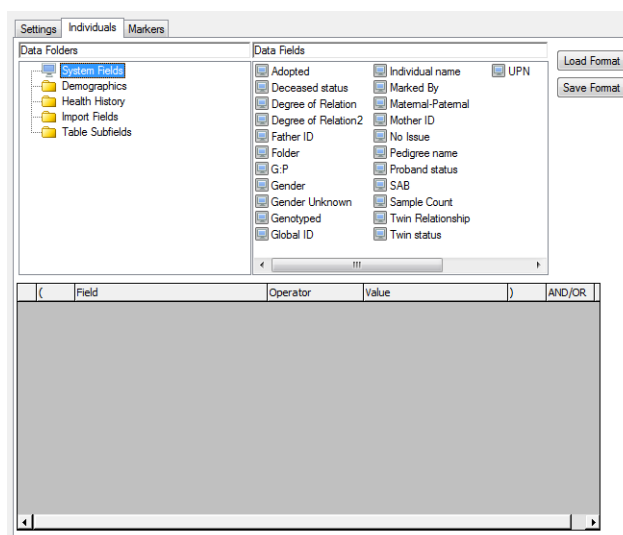 Settings Individuals Markers
Data Folders
System Fields
Demographics
Health History
Import Fields
Table Subfields
Data Fields
Adopted
Deceased status
Degree of Relation
Degree of Relation2
Father ID
Folder
G:P
Gender
Gender Unknown
Genotyped
Global ID
Individual name
Marked By
Maternal-Paternal
Mother ID
No Issue
Pedigree name
Proband status
SAB
Sample Count
Twin Relationship
Twin status
UPN
Load Format
Save Format
( Field Operator Value ) AND/OR